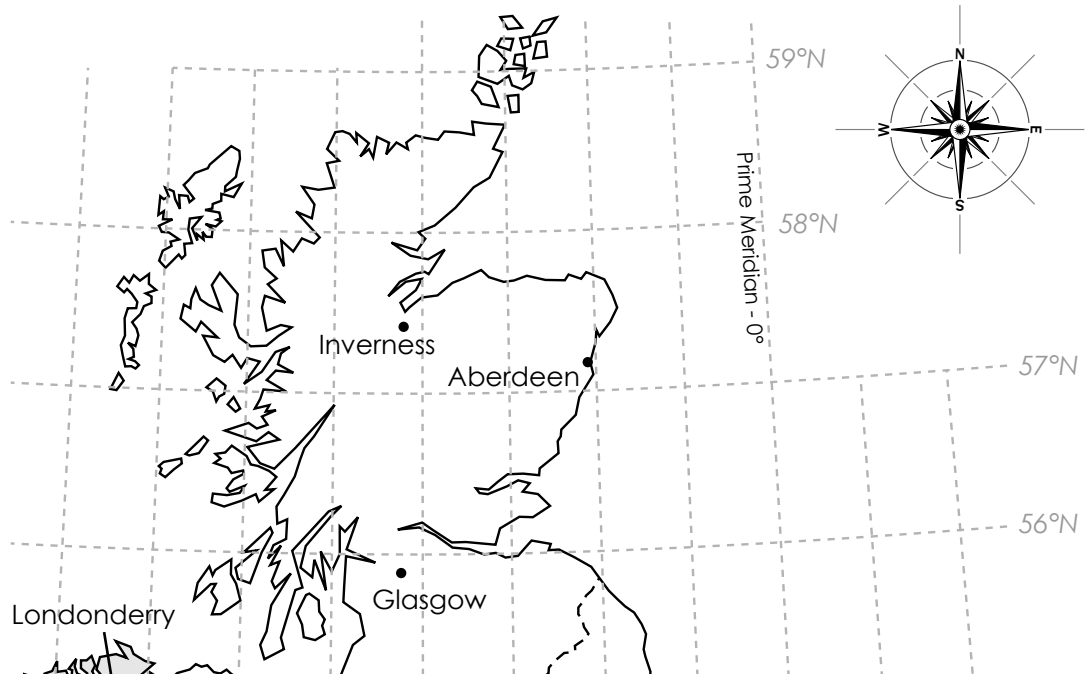 N
59°N
W
E
S
Prime Meridian - 0°
58°N
Inverness
Aberdeen
57°N
56°N
Glasgow
Londonderry